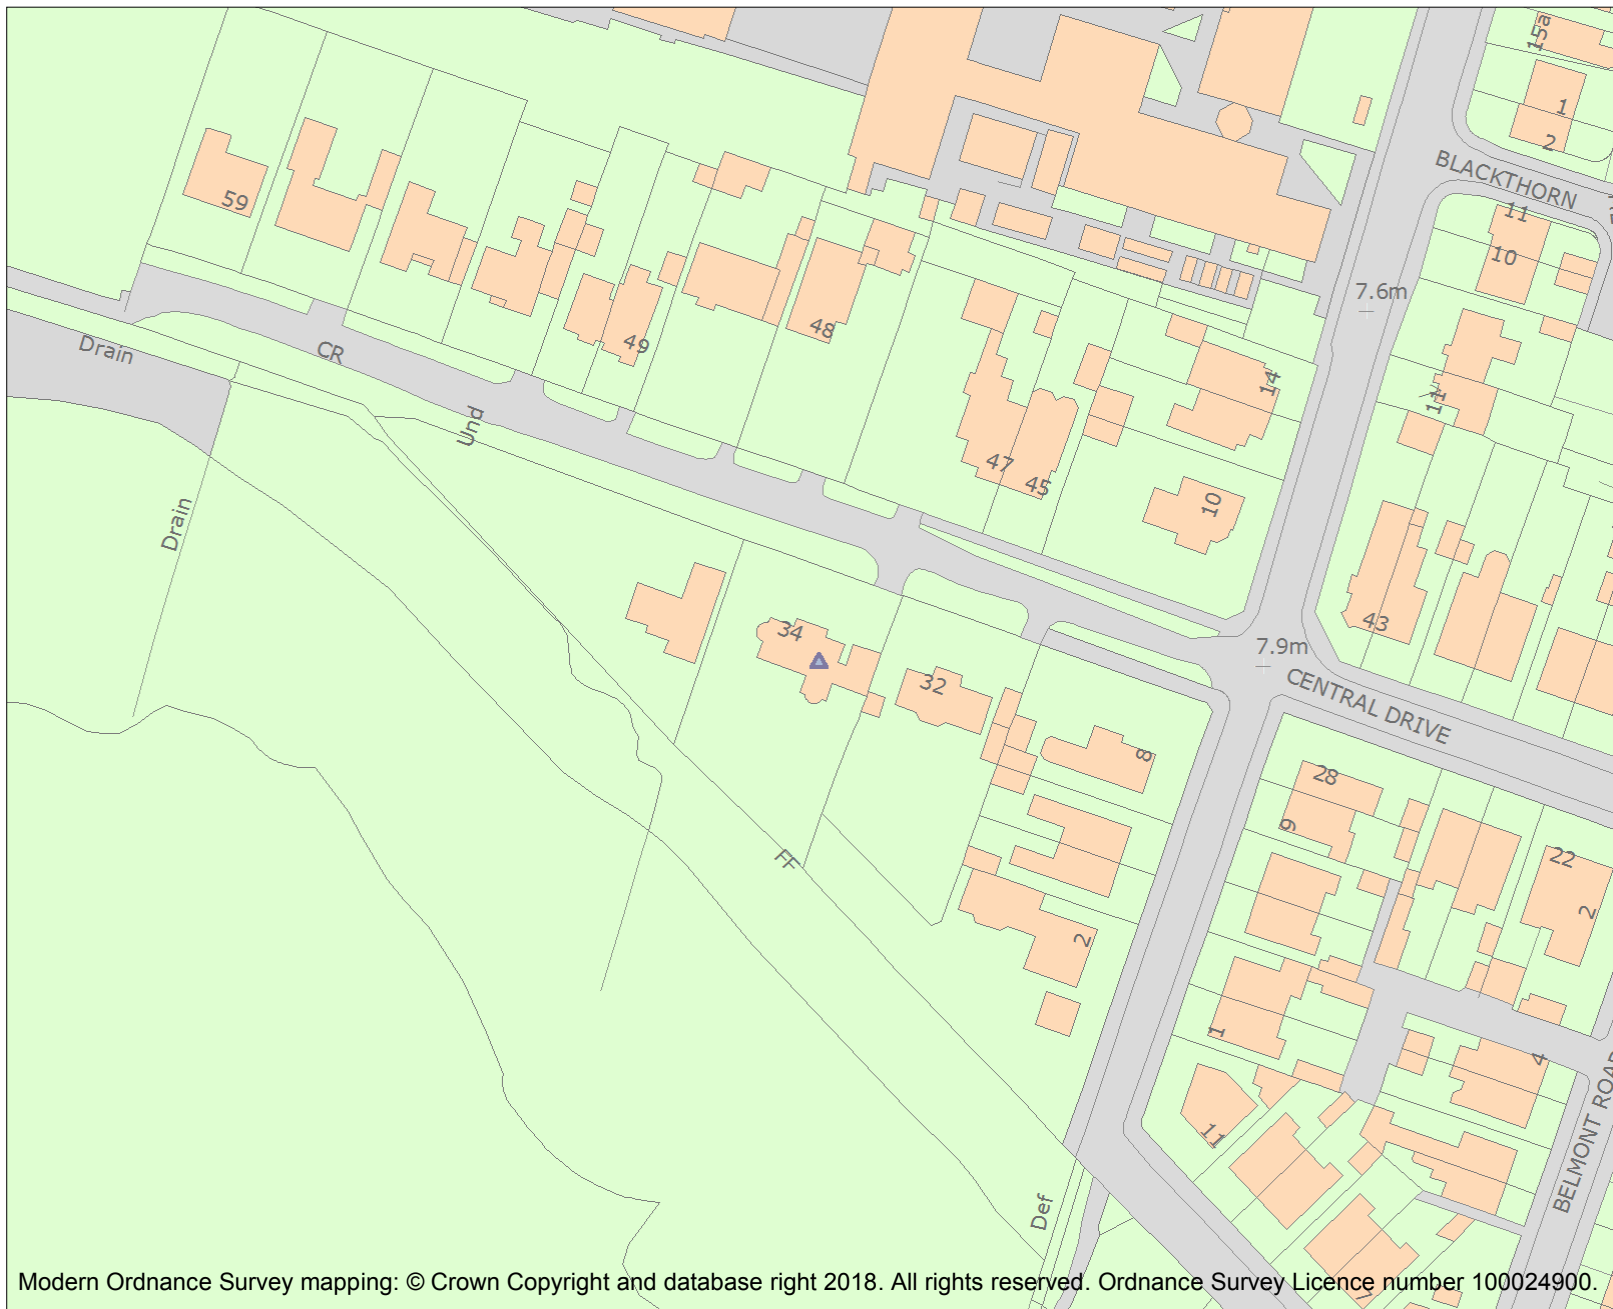 15a
1
2
BLACKTHORN
59
11
10
7.6m
48
49
Drain
CR
14
11
Und
47
45
10
Drain
34
43
7.9m
32
CENTRAL DRIVE
8
28
9
FF
22
2
2
1
4
11
BELMONT ROAD
Def
7
Modern Ordnance Survey mapping: © Crown Copyright and database right 2018. All rights reserved. Ordnance Survey Licence number 100024900.